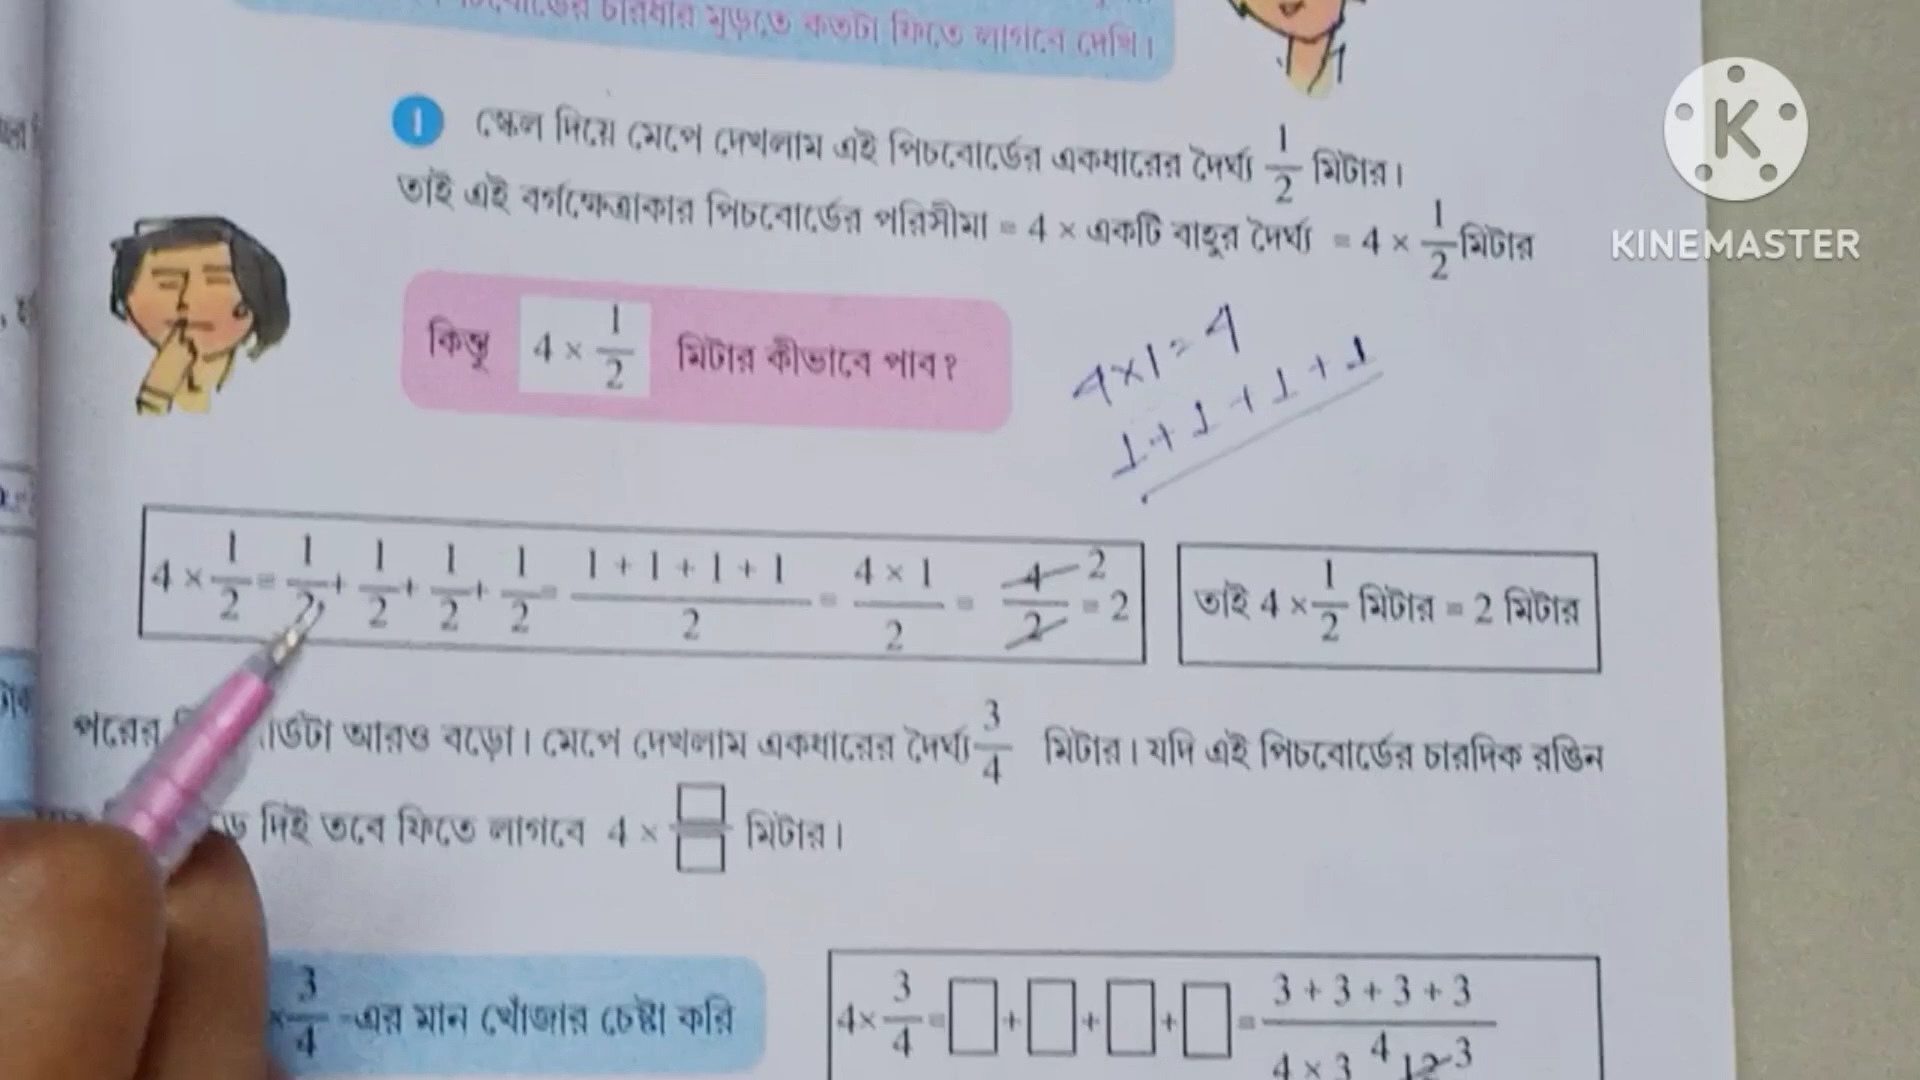 চারধার মুড়তে কতটা ফিতে লাগবে দেখি।
1 স্কেল দিয়ে মেপে দেখলাম এই পিচবোর্ডের একধারের দৈর্ঘ্য 1/2 মিটার।
তাই এই বর্গক্ষেত্রাকার পিচবোর্ডের পরিসীমা = 4 × একটি বাহুর দৈর্ঘ্য = 4 × 1/2 মিটার
K
KINEMASTER
কিন্তু 4 × 1/2 মিটার কীভাবে পাব?
4×1=4
1+1+1+1
4 × 1/2 = 1/2 + 1/2 + 1/2 + 1/2 = (1 + 1 + 1 + 1)/2 = (4 × 1)/2 = 4/2 2 = 2
তাই 4 × 1/2 মিটার = 2 মিটার
পরের আরও বড়ো। মেপে দেখলাম একধারের দৈর্ঘ্য 3/4 মিটার। যদি এই পিচবোর্ডের চারদিক রঙিন
দিই তবে ফিতে লাগবে 4 × □/□ মিটার।
× 3/4 -এর মান খোঁজার চেষ্টা করি
4× 3/4 = □ + □ + □ + □ = (3 + 3 + 3 + 3)/
4 × 3 4 12 3